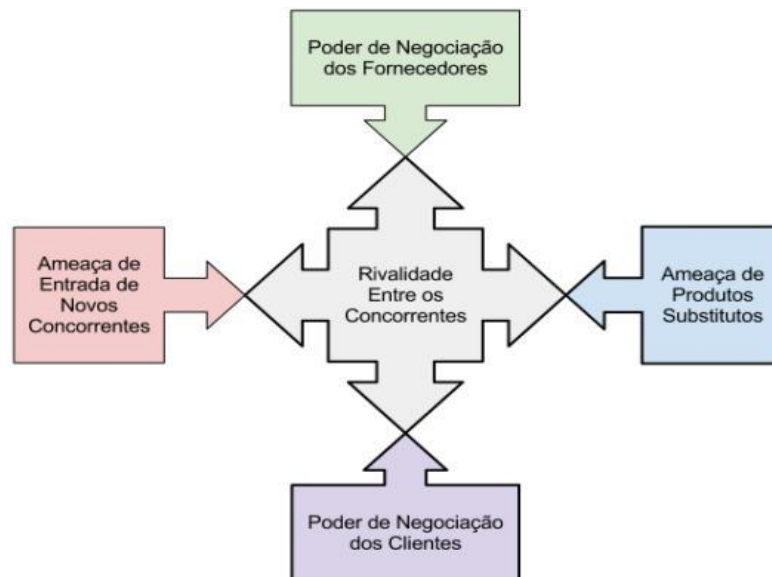 Poder de Negociação
dos Fornecedores
Ameaça de
Entrada de
Novos
Concorrentes
Rivalidade
Entre os
Concorrentes
Ameaça de
Produtos
Substitutos
Poder de Negociação
dos Clientes